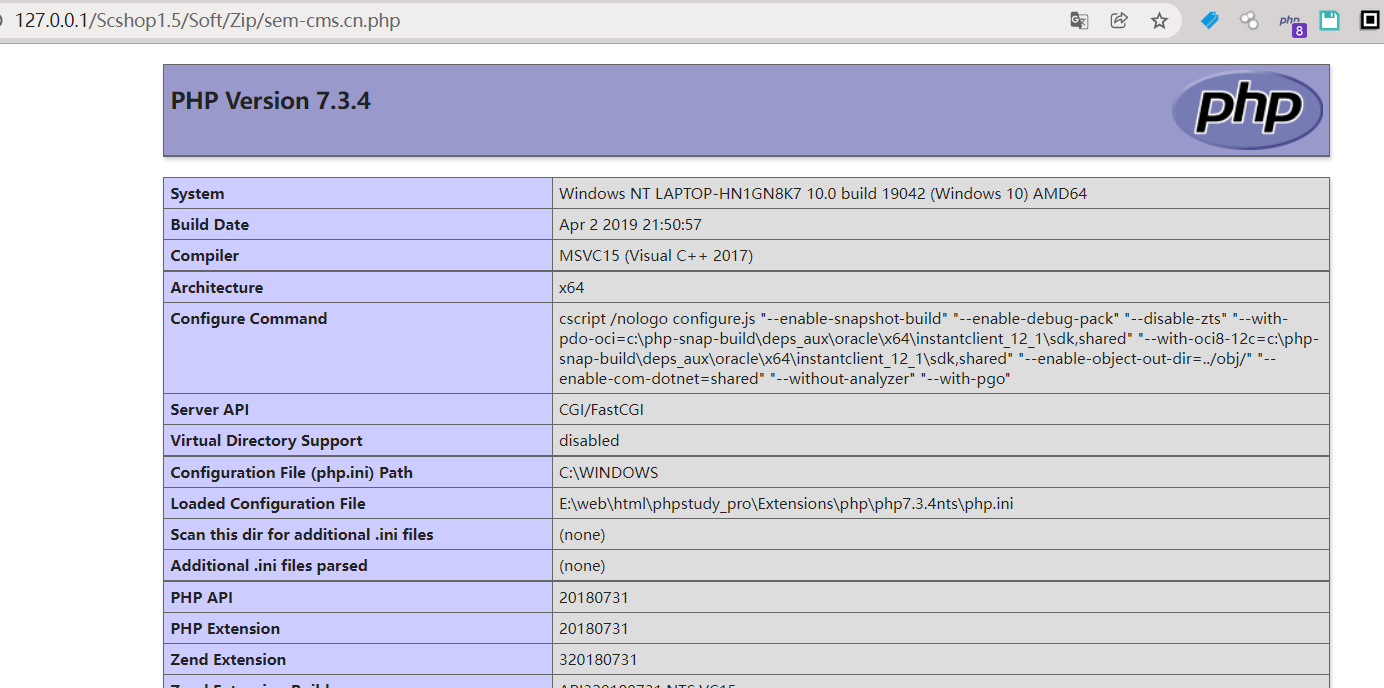 127.0.0.1/Scshop1.5/Soft/Zip/sem-cms.cn.php
php
8
PHP Version 7.3.4
php
System Windows NT LAPTOP-HN1GN8K7 10.0 build 19042 (Windows 10) AMD64
Build Date Apr 2 2019 21:50:57
Compiler MSVC15 (Visual C++ 2017)
Architecture x64
Configure Command cscript /nologo configure.js "--enable-snapshot-build" "--enable-debug-pack" "--disable-zts" "--with-
pdo-oci=c:\php-snap-build\deps_aux\oracle\x64\instantclient_12_1\sdk,shared" "--with-oci8-12c=c:\php-
snap-build\deps_aux\oracle\x64\instantclient_12_1\sdk,shared" "--enable-object-out-dir=../obj/" "--
enable-com-dotnet=shared" "--without-analyzer" "--with-pgo"
Server API CGI/FastCGI
Virtual Directory Support disabled
Configuration File (php.ini) Path C:\WINDOWS
Loaded Configuration File E:\web\html\phpstudy_pro\Extensions\php\php7.3.4nts\php.ini
Scan this dir for additional .ini files (none)
Additional .ini files parsed (none)
PHP API 20180731
PHP Extension 20180731
Zend Extension 320180731
Zend Extension Build API320180731,NTS,VC15